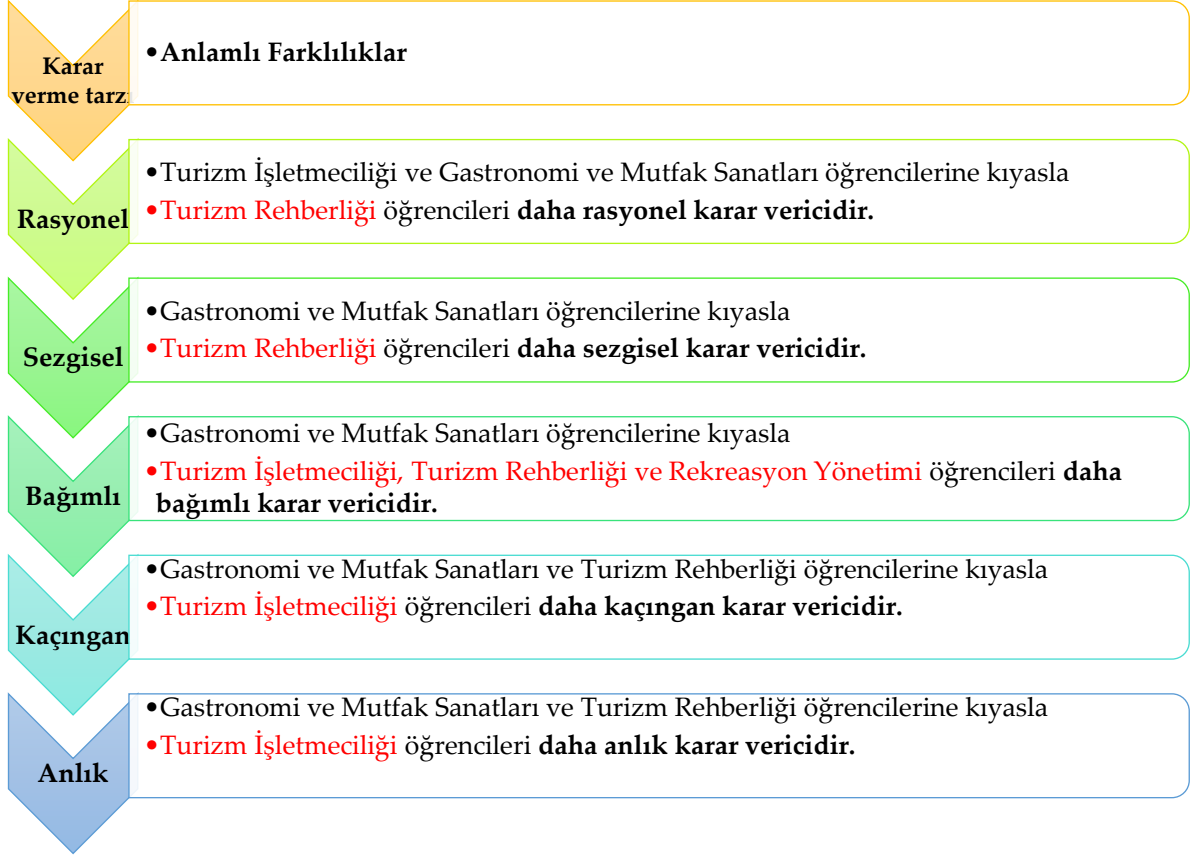 Karar
verme tarzı
•Anlamlı Farklılıklar
Rasyonel
•Turizm İşletmeciliği ve Gastronomi ve Mutfak Sanatları öğrencilerine kıyasla
•Turizm Rehberliği öğrencileri daha rasyonel karar vericidir.
Sezgisel
•Gastronomi ve Mutfak Sanatları öğrencilerine kıyasla
•Turizm Rehberliği öğrencileri daha sezgisel karar vericidir.
Bağımlı
•Gastronomi ve Mutfak Sanatları öğrencilerine kıyasla
•Turizm İşletmeciliği, Turizm Rehberliği ve Rekreasyon Yönetimi öğrencileri daha
bağımlı karar vericidir.
Kaçıngan
•Gastronomi ve Mutfak Sanatları ve Turizm Rehberliği öğrencilerine kıyasla
•Turizm İşletmeciliği öğrencileri daha kaçıngan karar vericidir.
Anlık
•Gastronomi ve Mutfak Sanatları ve Turizm Rehberliği öğrencilerine kıyasla
•Turizm İşletmeciliği öğrencileri daha anlık karar vericidir.